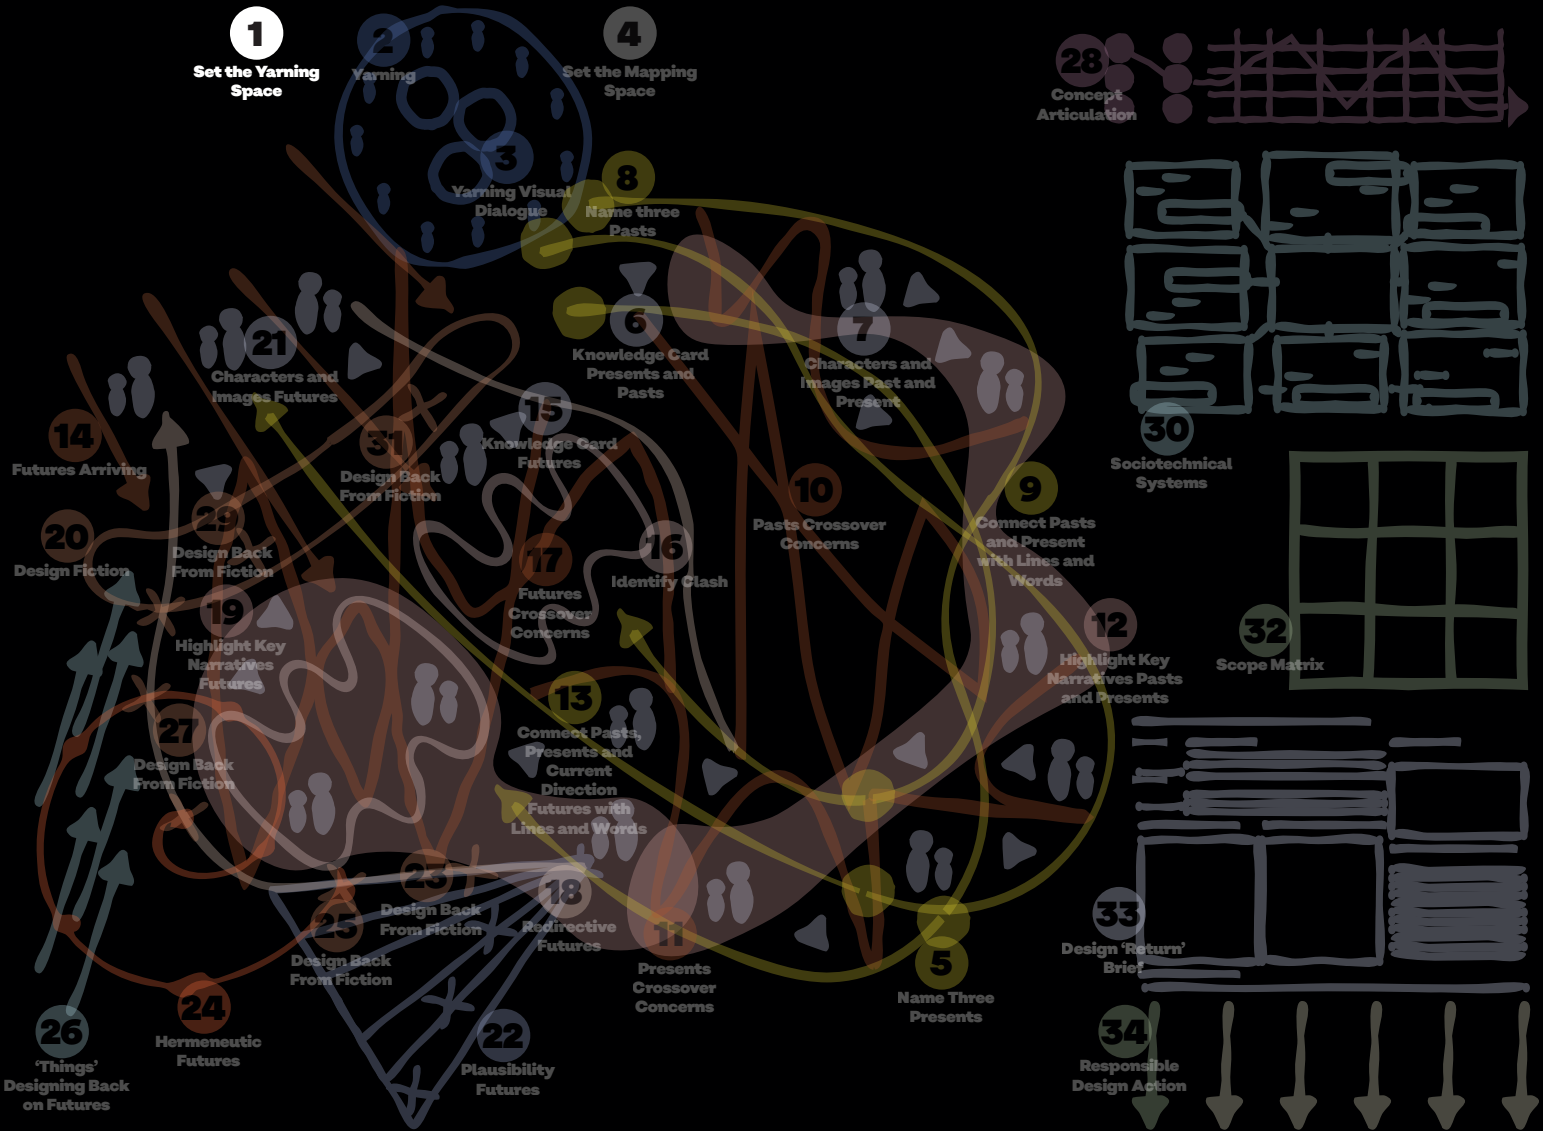 1
Set the Yarning
Space
2
Yarning
3
Yarning Visual
Dialogue
4
Set the Mapping
Space
8
Name three
Pasts
28
Concept
Articulation
6
Knowledge Card
Presents and
Pasts
7
Characters and
Images Past and
Present
21
Characters and
Images Futures
14
Futures Arriving
31
Design Back
From Fiction
15
Knowledge Card
Futures
30
Sociotechnical
Systems
10
Pasts Crossover
Concerns
9
Connect Pasts
and Present
with Lines and
Words
20
Design Fiction
29
Design Back
From Fiction
17
Futures
Crossover
Concerns
16
Identify Clash
19
Highlight Key
Narratives
Futures
12
Highlight Key
Narratives Pasts
and Presents
32
Scope Matrix
27
Design Back
From Fiction
13
Connect Pasts,
Presents and
Current
Direction
Futures with
Lines and Words
23
Design Back
From Fiction
25
Design Back
From Fiction
18
Redirective
Futures
11
Presents
Crossover
Concerns
5
Name Three
Presents
33
Design ‘Return’
Brief
26
‘Things’
Designing Back
on Futures
24
Hermeneutic
Futures
22
Plausibility
Futures
34
Responsible
Design Action